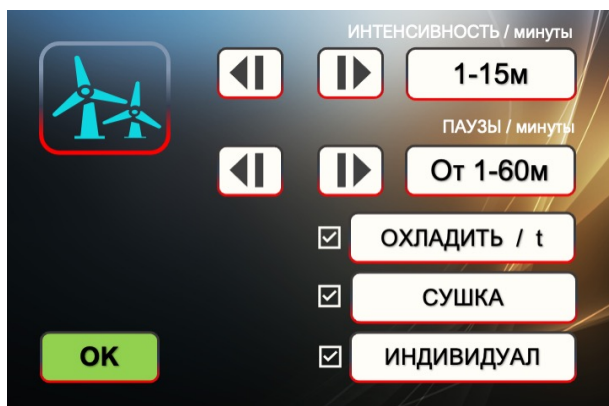 ИНТЕНСИВНОСТЬ / минуты
1-15м
ПАУЗЫ / минуты
От 1-60м
ОХЛАДИТЬ / t
СУШКА
OK
ИНДИВИДУАЛ